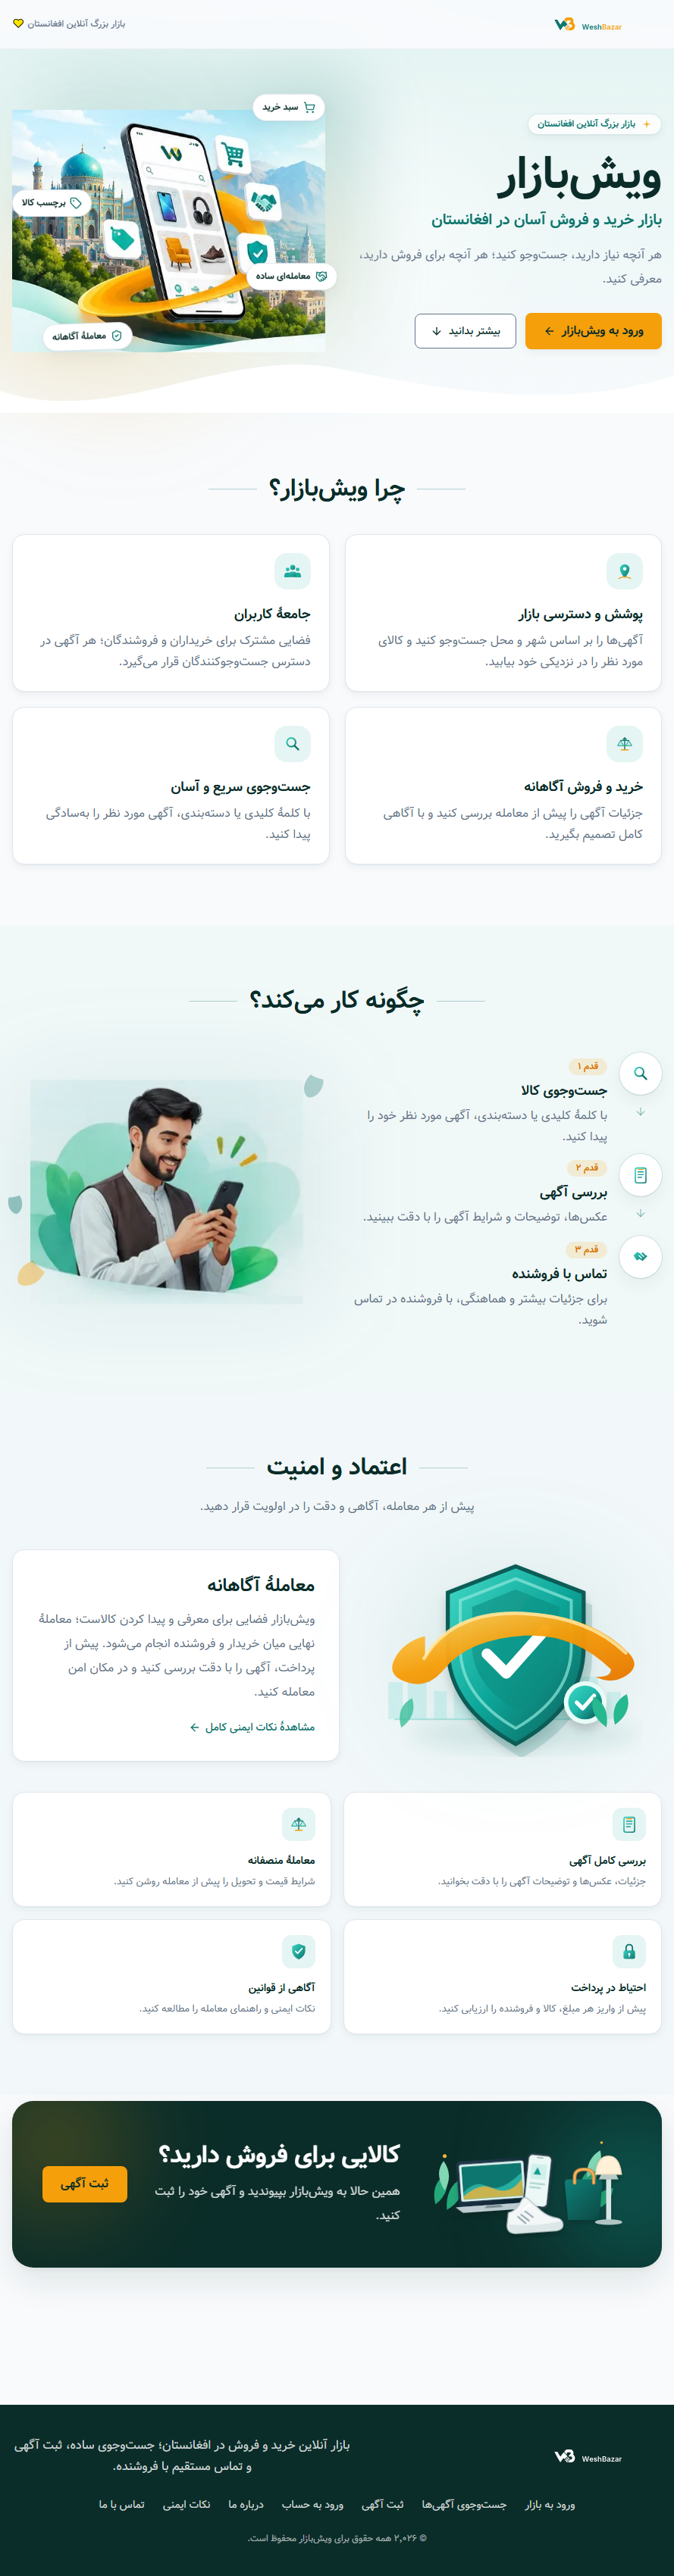 WeshBazar
بازار بزرگ آنلاین افغانستان
بازار بزرگ آنلاین افغانستان
ویش‌بازار
بازار خرید و فروش آسان در افغانستان
هر آنچه نیاز دارید، جست‌وجو کنید؛ هر آنچه برای فروش دارید،
معرفی کنید.
ورود به ویش‌بازار
بیشتر بدانید
سبد خرید
برچسب کالا
معامله‌ای ساده
معاملهٔ آگاهانه
چرا ویش‌بازار؟
پوشش و دسترسی بازار
آگهی‌ها را بر اساس شهر و محل جست‌وجو کنید و کالای
مورد نظر را در نزدیکی خود بیابید.
جامعهٔ کاربران
فضایی مشترک برای خریداران و فروشندگان؛ هر آگهی در
دسترس جست‌وجوکنندگان قرار می‌گیرد.
خرید و فروش آگاهانه
جزئیات آگهی را پیش از معامله بررسی کنید و با آگاهی
کامل تصمیم بگیرید.
جست‌وجوی سریع و آسان
با کلمهٔ کلیدی یا دسته‌بندی، آگهی مورد نظر را به‌سادگی
پیدا کنید.
چگونه کار می‌کند؟
قدم ۱
جست‌وجوی کالا
با کلمهٔ کلیدی یا دسته‌بندی، آگهی مورد نظر خود را
پیدا کنید.
قدم ۲
بررسی آگهی
عکس‌ها، توضیحات و شرایط آگهی را با دقت ببینید.
قدم ۳
تماس با فروشنده
برای جزئیات بیشتر و هماهنگی، با فروشنده در تماس
شوید.
اعتماد و امنیت
پیش از هر معامله، آگاهی و دقت را در اولویت قرار دهید.
معاملهٔ آگاهانه
ویش‌بازار فضایی برای معرفی و پیدا کردن کالاست؛ معاملهٔ
نهایی میان خریدار و فروشنده انجام می‌شود. پیش از
پرداخت، آگهی را با دقت بررسی کنید و در مکان امن
معامله کنید.
مشاهدهٔ نکات ایمنی کامل
بررسی کامل آگهی
جزئیات، عکس‌ها و توضیحات آگهی را با دقت بخوانید.
معاملهٔ منصفانه
شرایط قیمت و تحویل را پیش از معامله روشن کنید.
احتیاط در پرداخت
پیش از واریز هر مبلغ، کالا و فروشنده را ارزیابی کنید.
آگاهی از قوانین
نکات ایمنی و راهنمای معامله را مطالعه کنید.
کالایی برای فروش دارید؟
همین حالا به ویش‌بازار بپیوندید و آگهی خود را ثبت
کنید.
ثبت آگهی
WeshBazar
بازار آنلاین خرید و فروش در افغانستان؛ جست‌وجوی ساده، ثبت آگهی
و تماس مستقیم با فروشنده.
ورود به بازار
جست‌وجوی آگهی‌ها
ثبت آگهی
ورود به حساب
درباره ما
نکات ایمنی
تماس با ما
© ۲٬۰۲۶ همه حقوق برای ویش‌بازار محفوظ است.